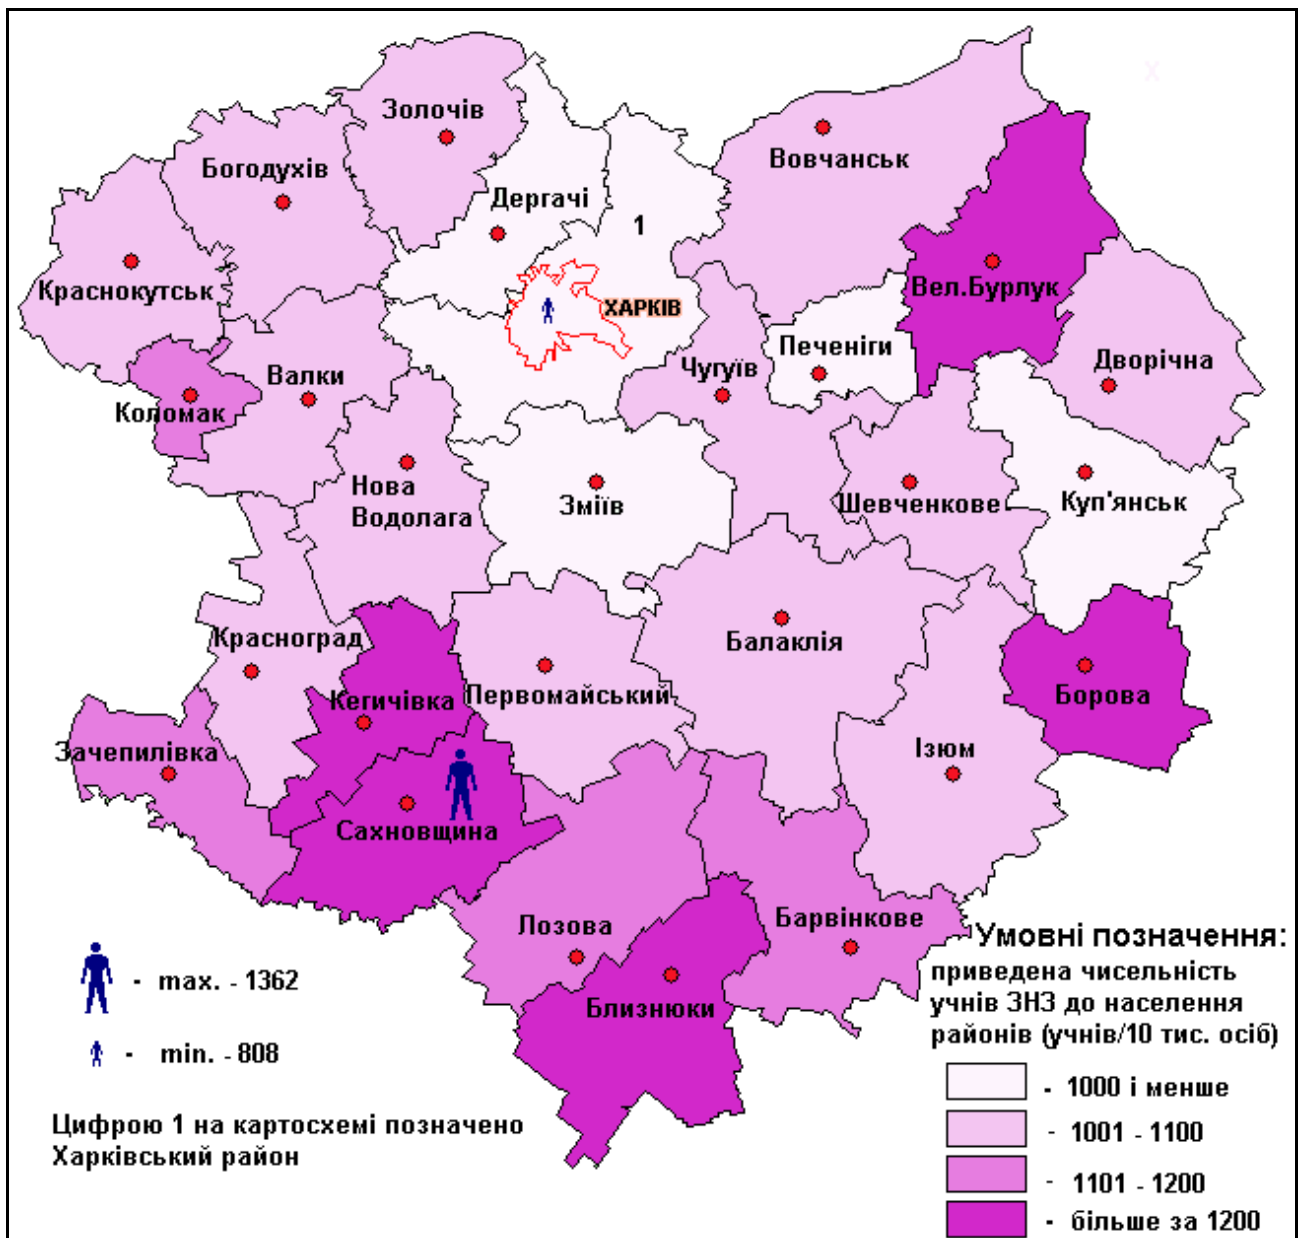 х
Золочів
Богодухів
Вовчанськ
Дергачі
1
Краснокутськ
Вел.Бурлук
ХАРКІВ
Печеніги
Дворічна
Чугуїв
Валки
Коломак
Нова
Водолага
Зміїв
Шевченкове
Куп'янськ
Красноград
Балаклія
Кегичівка
Первомайський
Борова
Зачепилівка
Ізюм
Сахновщина
Лозова
Барвінкове
Близнюки
- max. - 1362
- min. - 808
Цифрою 1 на картосхемі позначено
Харківський район
Умовні позначення:
приведена чисельність
учнів ЗНЗ до населення
районів (учнів/10 тис. осіб)
- 1000 і менше
- 1001 - 1100
- 1101 - 1200
- більше за 1200